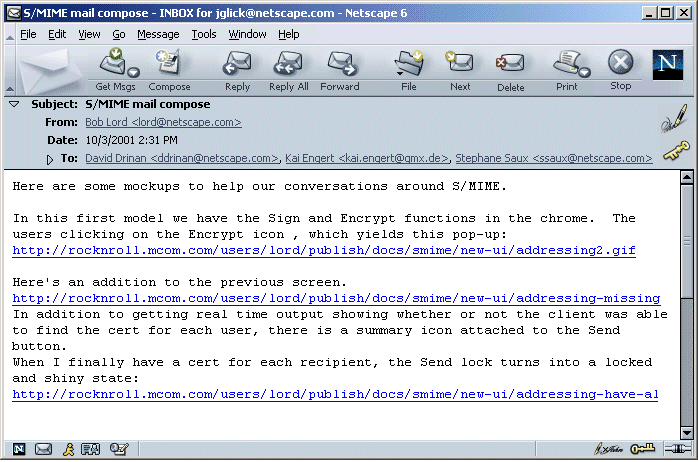 S/MIME mail compose - INBOX for jglick@netscape.com - Netscape 6
File Edit View Go Message Tools Window Help
Get Msgs Compose Reply Reply All Forward File Next Delete Print Stop N
Subject: S/MIME mail compose
From: Bob Lord <lord@netscape.com>
Date: 10/3/2001 2:31 PM
To: David Drinan <ddrinan@netscape.com>, Kai Engert <kai.engert@gmx.de>, Stephane Saux <ssaux@netscape.com>
Here are some mockups to help our conversations around S/MIME.
In this first model we have the Sign and Encrypt functions in the chrome.  The
users clicking on the Encrypt icon , which yields this pop-up:
http://rocknroll.mcom.com/users/lord/publish/docs/smime/new-ui/addressing2.gif
Here's an addition to the previous screen.
http://rocknroll.mcom.com/users/lord/publish/docs/smime/new-ui/addressing-missing
In addition to getting real time output showing whether or not the client was able
to find the cert for each user, there is a summary icon attached to the Send
button.
When I finally have a cert for each recipient, the Send lock turns into a locked
and shiny state:
http://rocknroll.mcom.com/users/lord/publish/docs/smime/new-ui/addressing-have-al
N